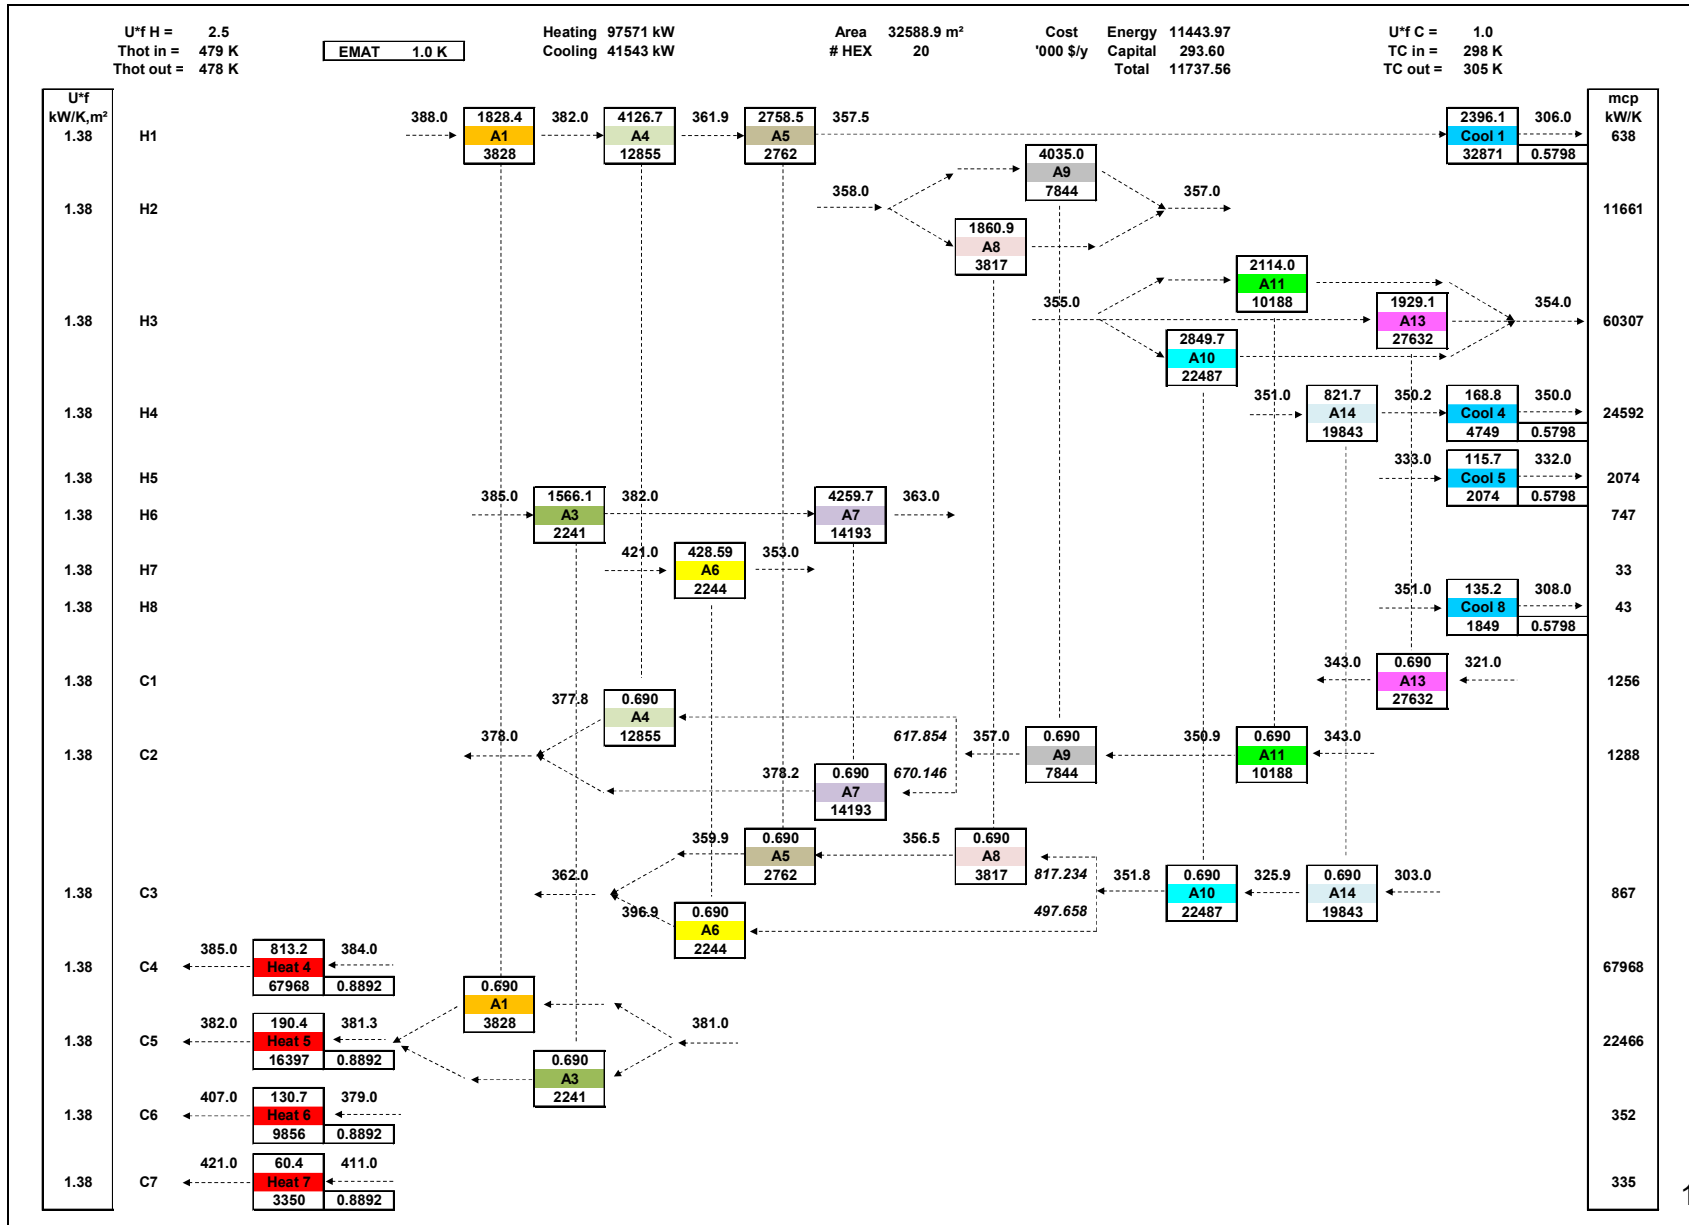 U*f H = 2.5 Heating 97571 kW Area 32588.9 m² Cost Energy 11443.97 U*f C = 1.0
Thot in = 479 K EMAT 1.0 K Cooling 41543 kW # HEX 20 '000 $/y Capital 293.60 TC in = 298 K
Thot out = 478 K Total 11737.56 TC out = 305 K
U*f mcp
kW/K,m² kW/K
388.0 1828.4 382.0 4126.7 361.9 2758.5 357.5 2396.1 306.0
1.38 H1 A1 A4 A5 Cool 1 638
3828 12855 2762 32871 0.5798
4035.0
A9
358.0 7844 357.0
1.38 H2 11661
1860.9
A8
3817
2114.0
A11
355.0 10188 1929.1 354.0
1.38 H3 A13 60307
2849.7 27632
A10
22487
351.0 821.7 350.2 168.8 350.0
1.38 H4 A14 Cool 4 24592
19843 4749 0.5798
333.0 115.7 332.0
1.38 H5 Cool 5 2074
2074 0.5798
385.0 1566.1 382.0 4259.7 363.0
1.38 H6 A3 A7 747
2241 14193
421.0 428.59 353.0
1.38 H7 A6 33
2244
351.0 135.2 308.0
1.38 H8 Cool 8 43
1849 0.5798
343.0 0.690 321.0
1.38 C1 A13 1256
27632
377.8 0.690
A4
12855
378.0 617.854 357.0 0.690 350.9 0.690 343.0
1.38 C2 A9 A11 1288
7844 10188
378.2 0.690 670.146
A7
14193
359.9 0.690 356.5 0.690
A5 A8
2762 3817 817.234
362.0 351.8 0.690 325.9 0.690 303.0
1.38 C3 A10 A14 867
22487 19843
396.9 0.690 497.658
A6
2244
385.0 813.2 384.0
1.38 C4 Heat 4 67968
67968 0.8892
0.690
A1
3828
382.0 190.4 381.3 381.0
1.38 C5 Heat 5 22466
16397 0.8892
0.690
A3
2241
407.0 130.7 379.0
1.38 C6 Heat 6 352
9856 0.8892
421.0 60.4 411.0
1.38 C7 Heat 7 335
3350 0.8892
1